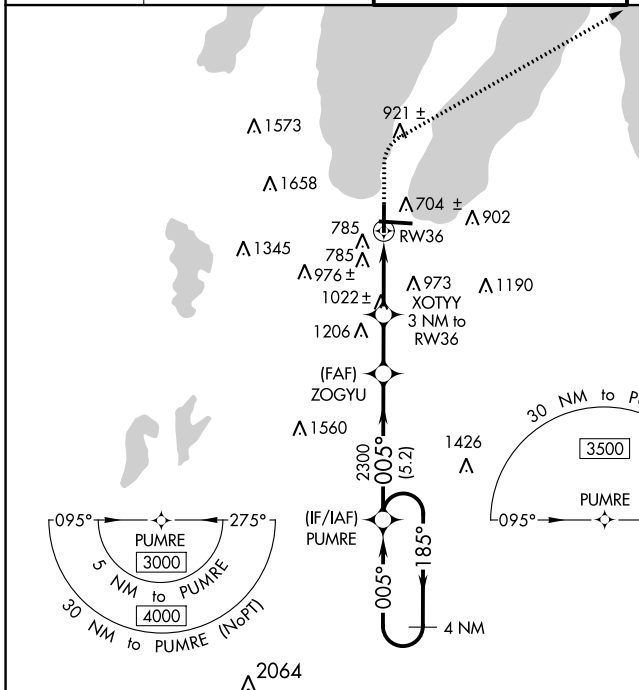 921 ±
1573
1658
704 ±
902
785
RW36
1345
785
976 ±
973
1190
1022 ±
XOTYY
3 NM to
RW36
1206
(FAF)
ZOGYU
30 NM to
1560
1426
3500
2300
005°
(5.2)
095°
275°
(IF/IAF)
PUMRE
PUMRE
3000
5 NM to PUMRE
4000
30 NM to PUMRE (NoPT)
185°
005°
4 NM
PUMRE
095°
2064